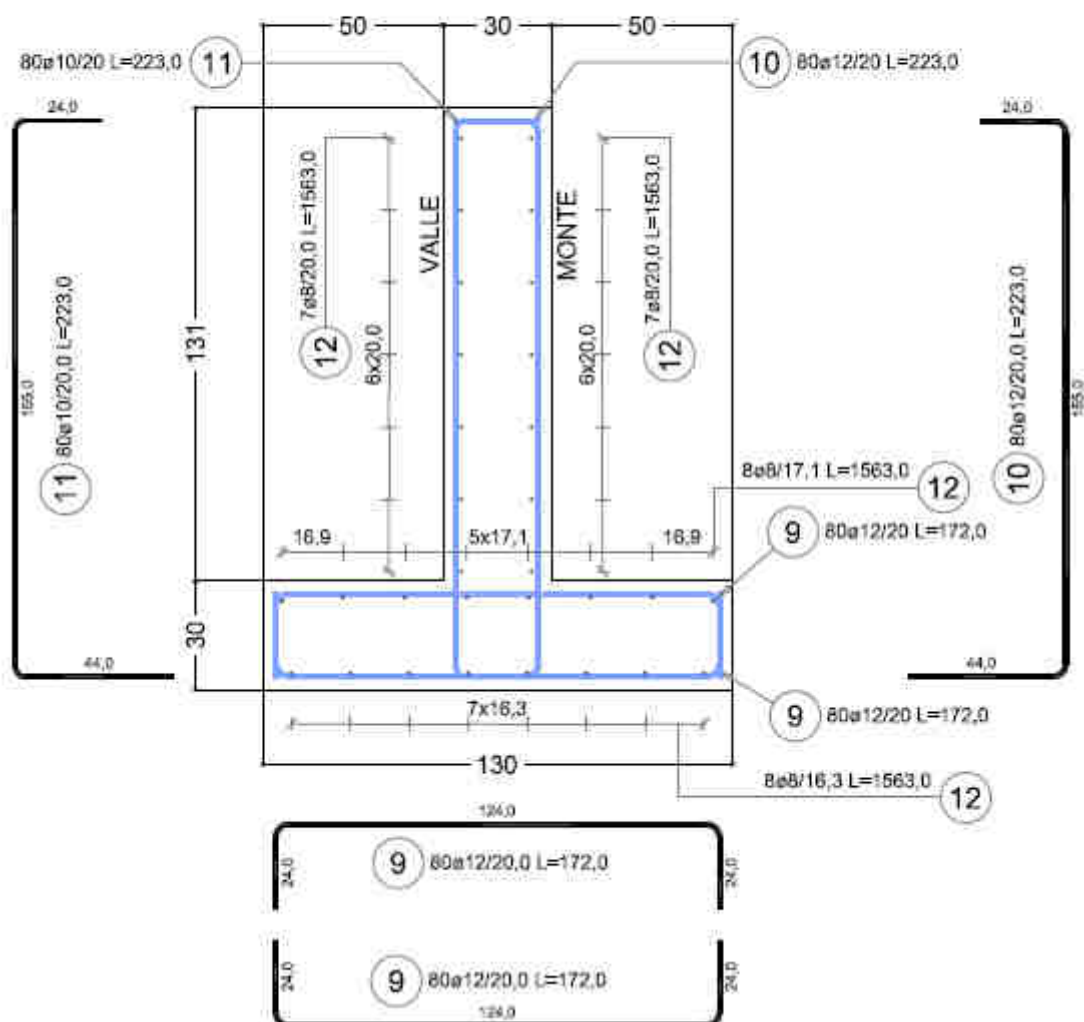 50 30 50
80ø10/20 L=223,0 11
10 80ø12/20 L=223,0
24,0
24,0
7ø8/20,0 L=1563,0
12
6x20,0
VALLE
MONTE
7ø8/20,0 L=1563,0
12
6x20,0
131
155,0
11 80ø10/20,0 L=223,0
10 80ø12/20,0 L=223,0
155,0
8ø8/17,1 L=1563,0 12
16,9 5x17,1 16,9
9 80ø12/20 L=172,0
30
44,0
44,0
7x16,3
9 80ø12/20 L=172,0
130
8ø8/16,3 L=1563,0 12
124,0
24,0
9 80ø12/20,0 L=172,0
24,0
24,0
9 80ø12/20,0 L=172,0
24,0
124,0